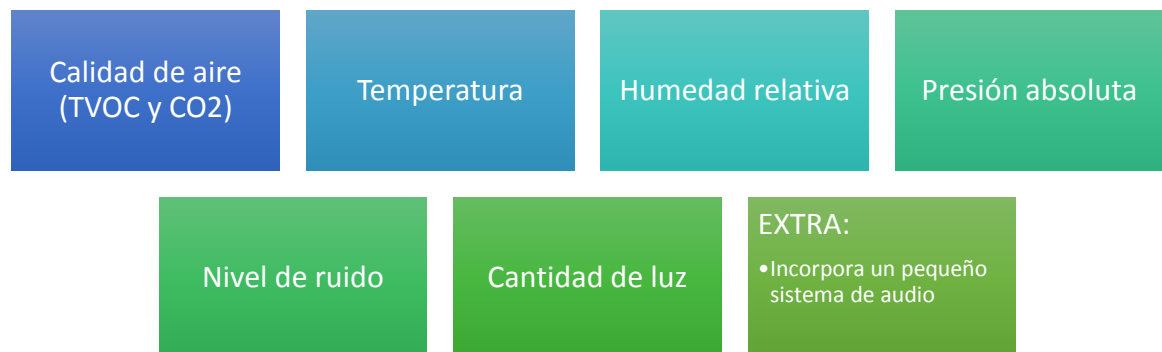 Calidad de aire
(TVOC y CO2)
Temperatura
Humedad relativa
Presión absoluta
Nivel de ruido
Cantidad de luz
EXTRA:
•Incorpora un pequeño
sistema de audio